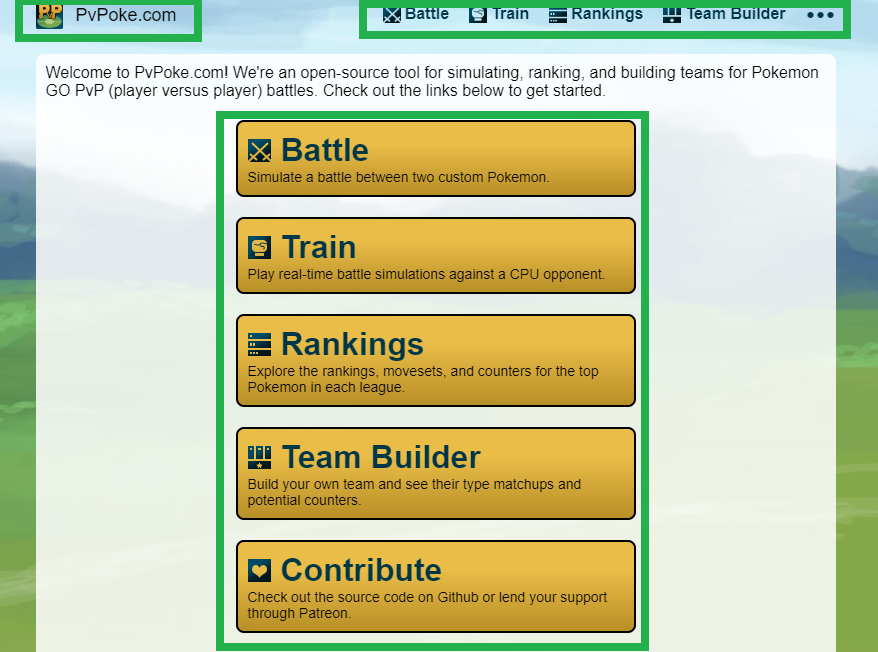 PvPoke.com
Battle Train Rankings Team Builder
Welcome to PvPoke.com! We're an open-source tool for simulating, ranking, and building teams for Pokemon
GO PvP (player versus player) battles. Check out the links below to get started.
Battle
Simulate a battle between two custom Pokemon.
Train
Play real-time battle simulations against a CPU opponent.
Rankings
Explore the rankings, movesets, and counters for the top
Pokemon in each league.
Team Builder
Build your own team and see their type matchups and
potential counters.
Contribute
Check out the source code on Github or lend your support
through Patreon.